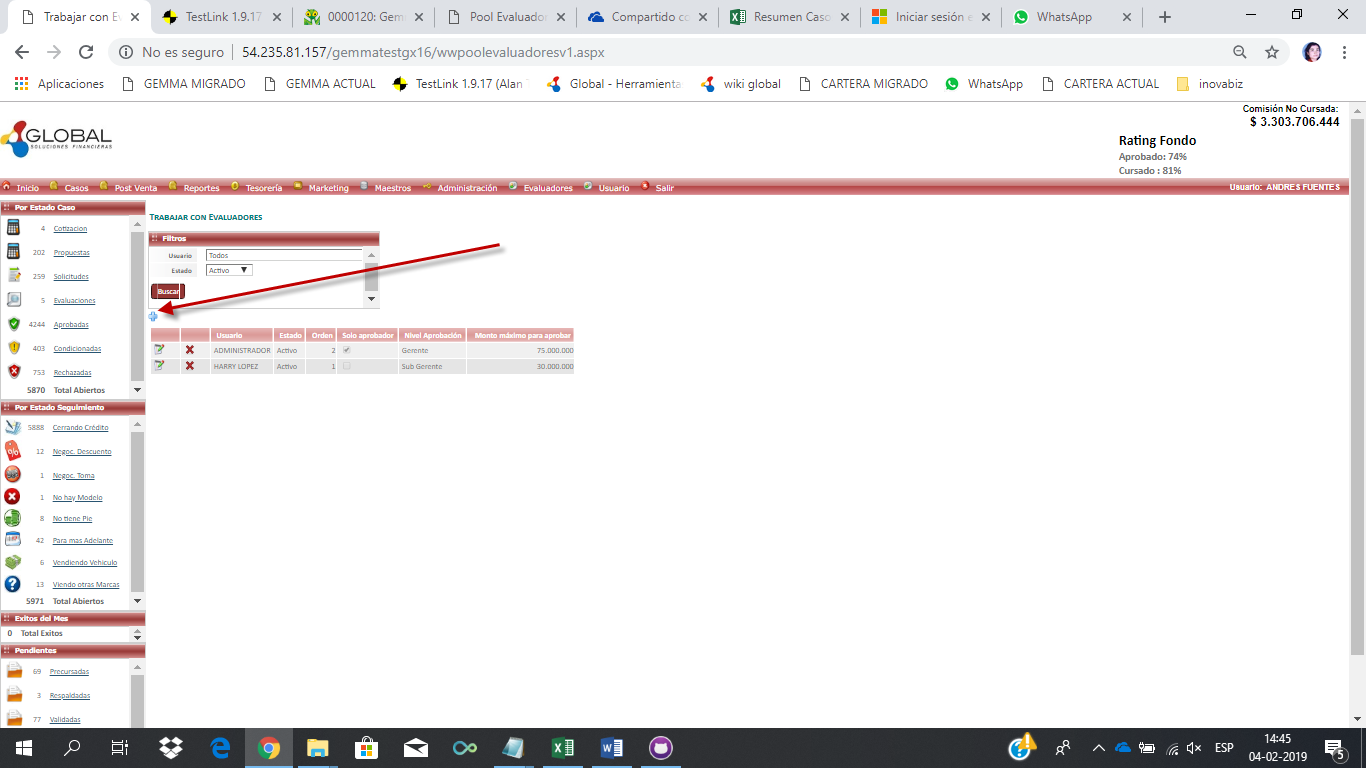 Trabajar con E
TestLink 1.9.17
0000120: Gem
Pool Evaluador
Compartido co
Resumen Caso
Iniciar sesión e
WhatsApp
No es seguro
54.235.81.157/gemmatestgx16/wwpoolevaluadoresv1.aspx
Aplicaciones
GEMMA MIGRADO
GEMMA ACTUAL
TestLink 1.9.17 (Alan
Global - Herramienta
wiki global
CARTERA MIGRADO
WhatsApp
CARTERA ACTUAL
inovabiz
Comisión No Cursada:
$ 3.303.706.444
GLOBAL
SOLUCIONES FINANCIERAS
Rating Fondo
Aprobado: 74%
Cursado : 81%
Inicio Casos Post Venta Reportes Tesorería Marketing Maestros Administración Evaluadores Usuario Salir
Usuario: ANDRES FUENTES
Por Estado Caso
4 Cotizacion
202 Propuestas
259 Solicitudes
5 Evaluaciones
4244 Aprobadas
403 Condicionadas
753 Rechazadas
5870 Total Abiertos
Por Estado Seguimiento
5888 Cerrando Crédito
12 Negoc. Descuento
1 Negoc. Toma
1 No hay Modelo
8 No tiene Pie
42 Para mas Adelante
6 Vendiendo Vehiculo
13 Viendo otras Marcas
5971 Total Abiertos
Exitos del Mes
0 Total Exitos
Pendientes
69 Precursadas
3 Respaldadas
77 Validadas
TRABAJAR CON EVALUADORES
Filtros
Usuario Todos
Estado Activo
Buscar
Usuario Estado Orden Solo aprobador Nivel Aprobación Monto máximo para aprobar
ADMINISTRADOR Activo 2 Gerente 75.000.000
HARRY LOPEZ Activo 1 Sub Gerente 30.000.000
ESP
14:45
04-02-2019
5